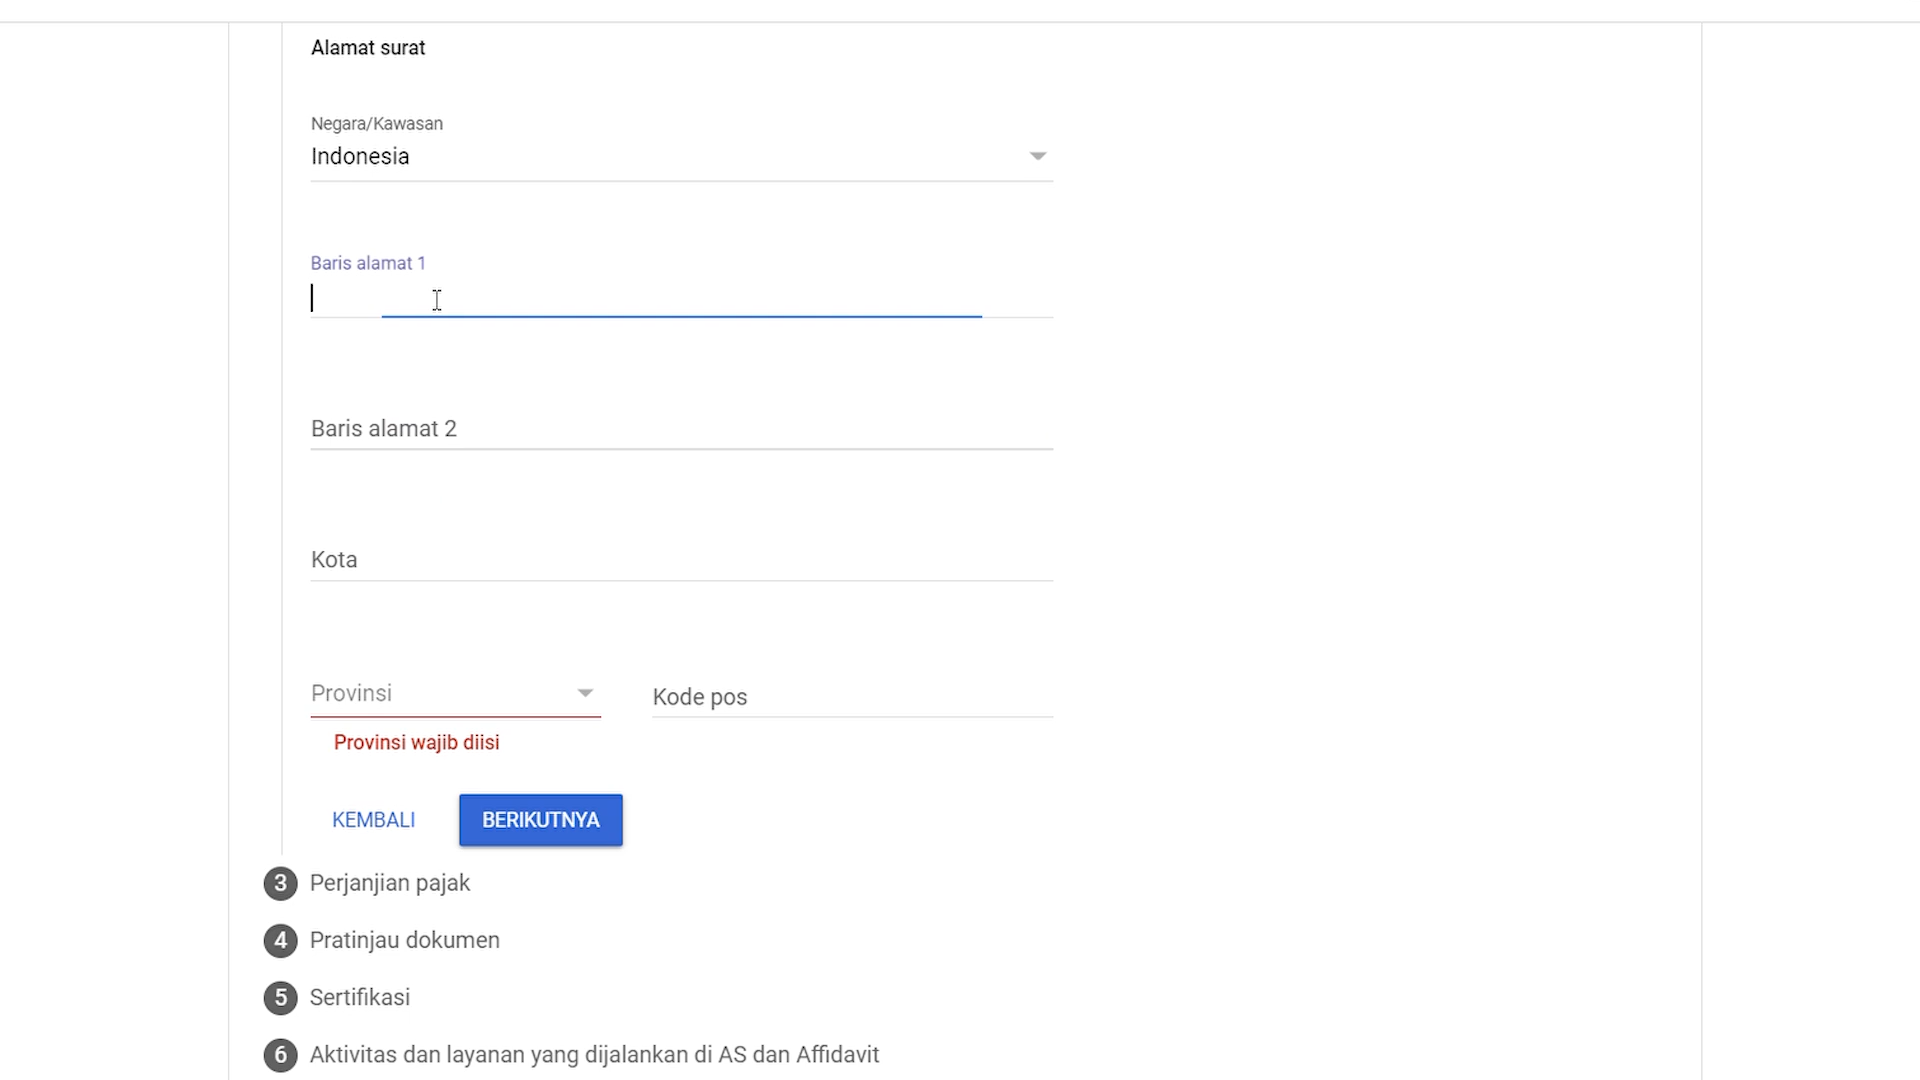 Alamat surat
Negara/Kawasan
Indonesia
Baris alamat 1
Baris alamat 2
Kota
Provinsi
Kode pos
Provinsi wajib diisi
KEMBALI
BERIKUTNYA
3 Perjanjian pajak
4 Pratinjau dokumen
5 Sertifikasi
6 Aktivitas dan layanan yang dijalankan di AS dan Affidavit